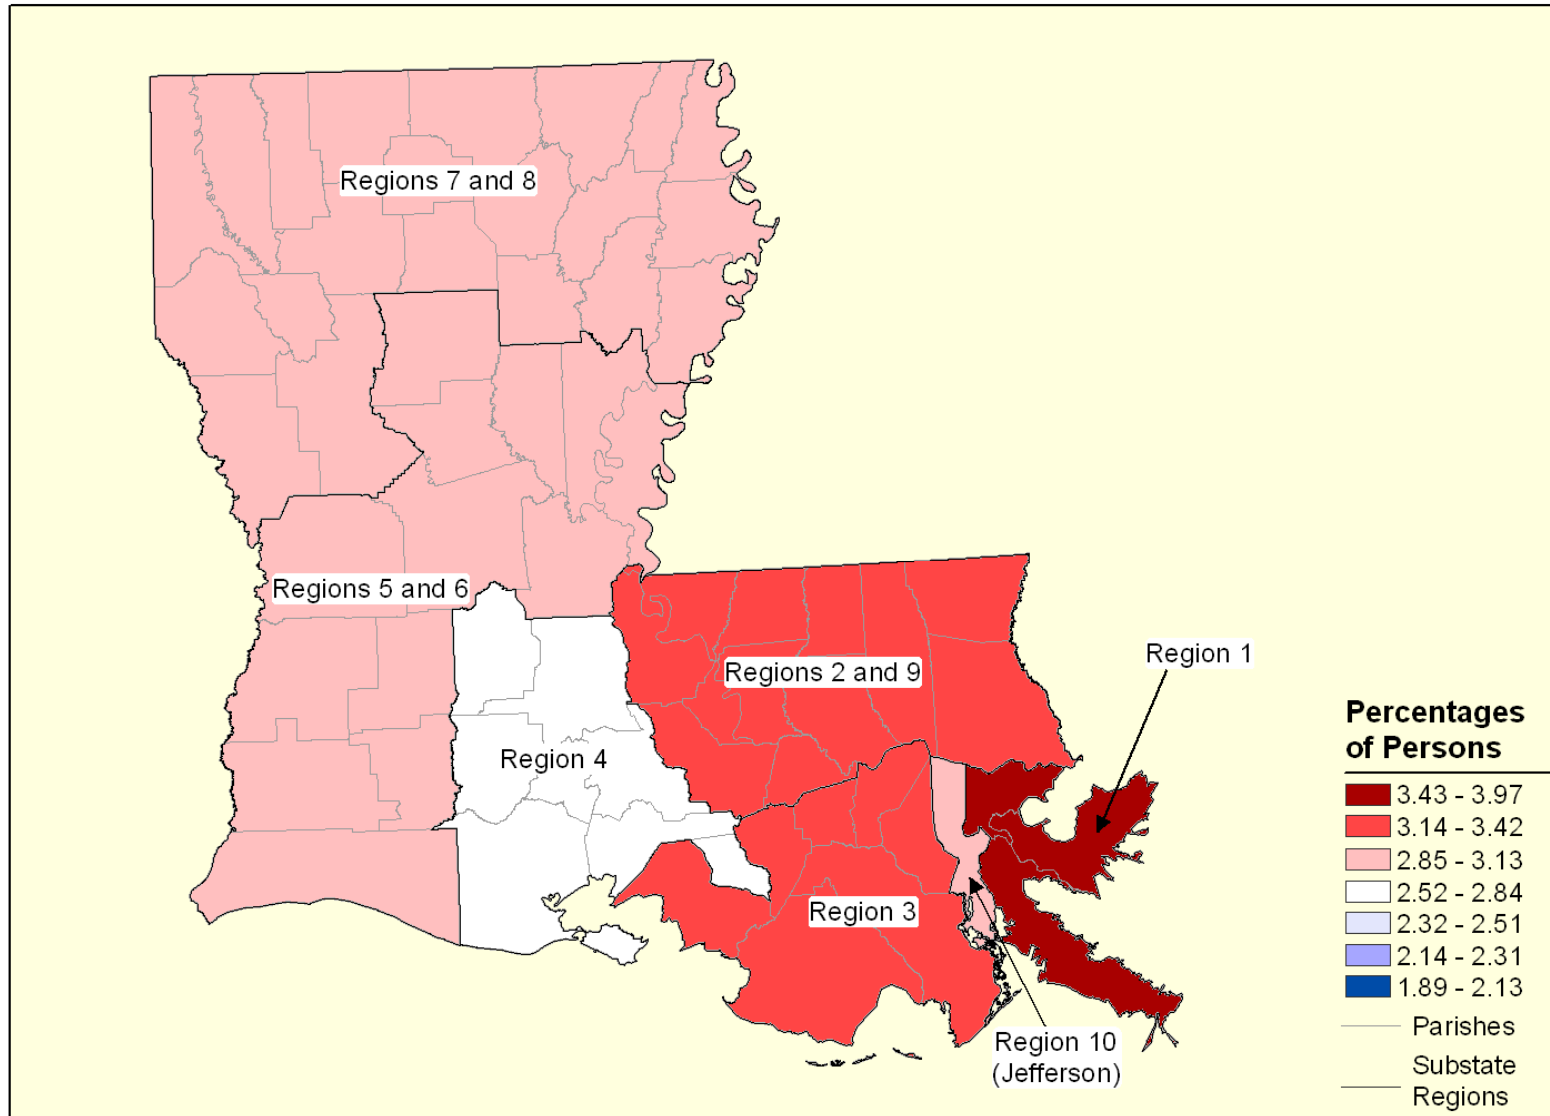 Regions 7 and 8
Regions 5 and 6
Regions 2 and 9
Region 1
Region 4
Region 3
Region 10
(Jefferson)
Percentages
of Persons
3.43 - 3.97
3.14 - 3.42
2.85 - 3.13
2.52 - 2.84
2.32 - 2.51
2.14 - 2.31
1.89 - 2.13
Parishes
Substate
Regions